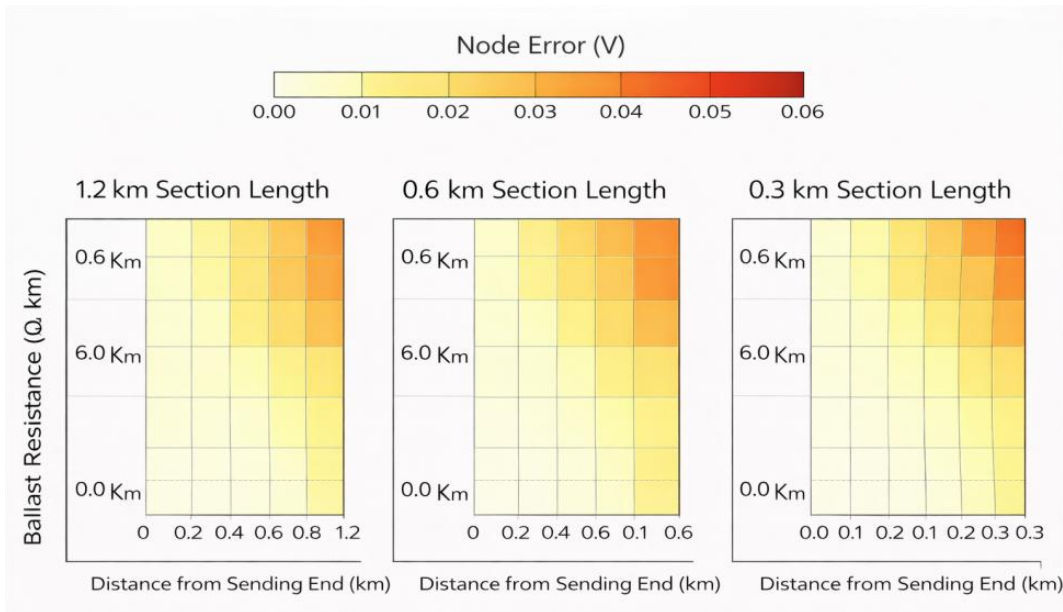 Node Error (V)
0.00 0.01 0.02 0.03 0.04 0.05 0.06
1.2 km Section Length
0.6 km Section Length
0.3 km Section Length
Ballast Resistance (Ω km)
0.6 Km
6.0 Km
0.0 Km
0 0.2 0.4 0.6 0.8 1.2
Distance from Sending End (km)
0.6 Km
6.0 Km
0.0 Km
0 0.2 0.4 0.6 0.1 0.6
Distance from Sending End (km)
0.6 Km
6.0 Km
0.0 Km
0.0 0.1 0.2 0.1 0.2 0.3 0.3
Distance from Sending End (km)